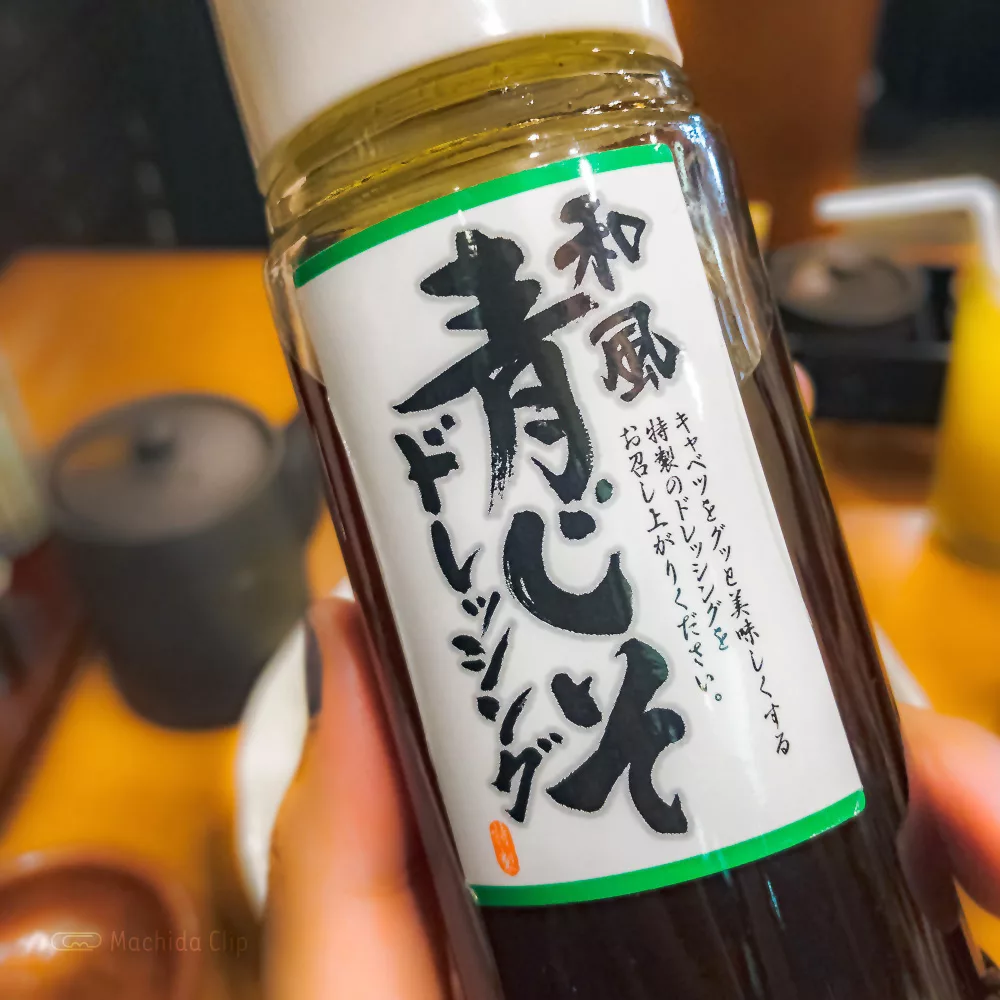 和風
青じそ
ドレッシング
キャベツをグッと美味しくする
特製のドレッシングを
お召し上がりください。
Machida Clip